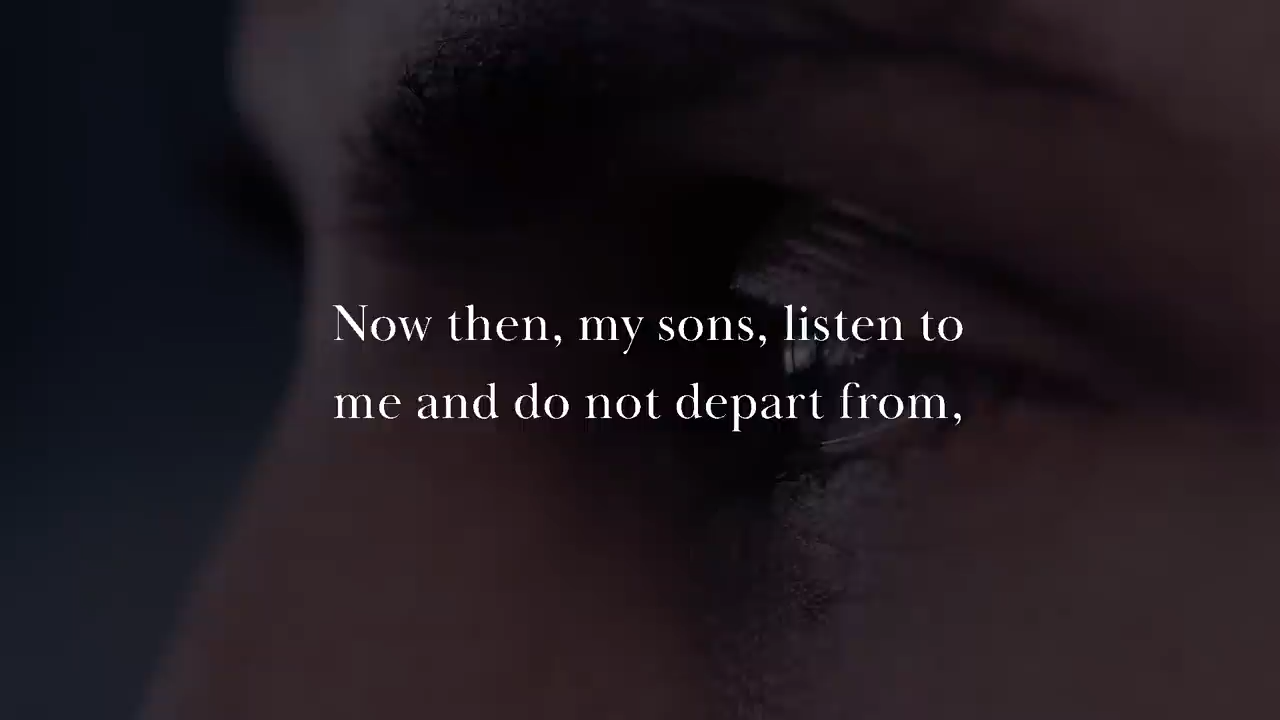 Now then, my sons, listen to
me and do not depart from,